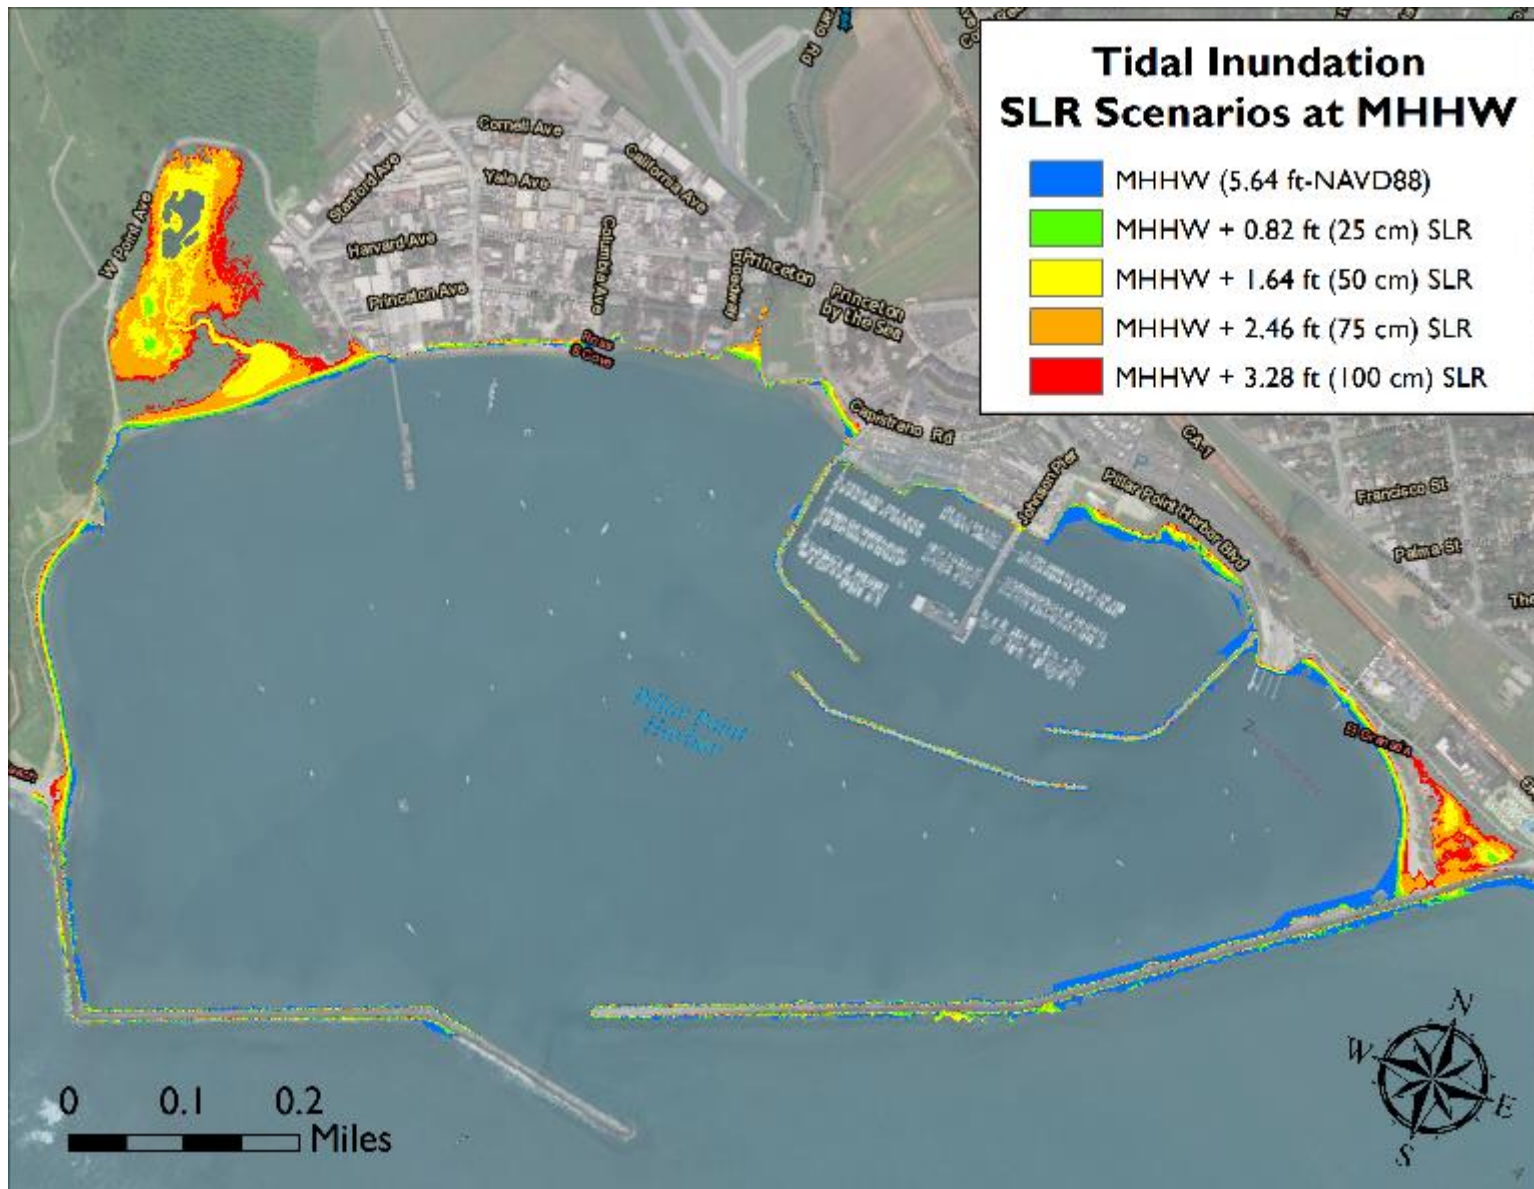 Tidal Inundation
SLR Scenarios at MHHW
MHHW (5.64 ft-NAVD88)
MHHW + 0.82 ft (25 cm) SLR
MHHW + 1.64 ft (50 cm) SLR
MHHW + 2.46 ft (75 cm) SLR
MHHW + 3.28 ft (100 cm) SLR
Cornell Ave
California Ave
Stanford Ave
Yale Ave
W Point Ave
Harvard Ave
Columbia Ave
Broadway
Princeton
Princeton Ave
Princeton
by the Sea
Capistrano Rd
CA-1
Johnson Pier
Pillar Point Harbor Blvd
Francisco St
Palma St
The
Pillar Point
Harbor
El Granada
N
W
E
S
0 0.1 0.2
Miles